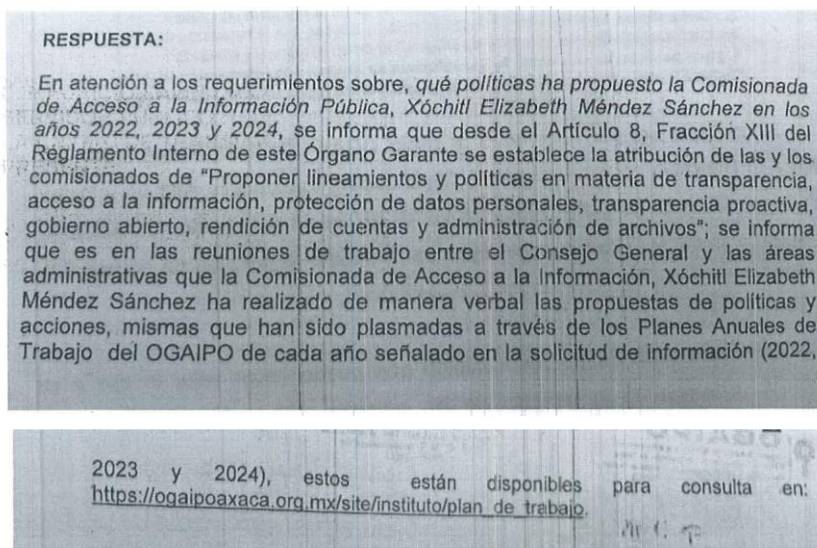 RESPUESTA:
En atención a los requerimientos sobre, qué políticas ha propuesto la Comisionada
de Acceso a la Información Pública, Xóchitl Elizabeth Méndez Sánchez en los
años 2022, 2023 y 2024, se informa que desde el Artículo 8, Fracción XIII del
Reglamento Interno de este Órgano Garante se establece la atribución de las y los
comisionados de "Proponer lineamientos y políticas en materia de transparencia,
acceso a la información, protección de datos personales, transparencia proactiva,
gobierno abierto, rendición de cuentas y administración de archivos"; se informa
que es en las reuniones de trabajo entre el Consejo General y las áreas
administrativas que la Comisionada de Acceso a la Información, Xóchitl Elizabeth
Méndez Sánchez ha realizado de manera verbal las propuestas de políticas y
acciones, mismas que han sido plasmadas a través de los Planes Anuales de
Trabajo del OGAIPO de cada año señalado en la solicitud de información (2022,
2023 y 2024), estos están disponibles para consulta en:
https://ogaipoaxaca.org.mx/site/instituto/plan_de_trabajo.